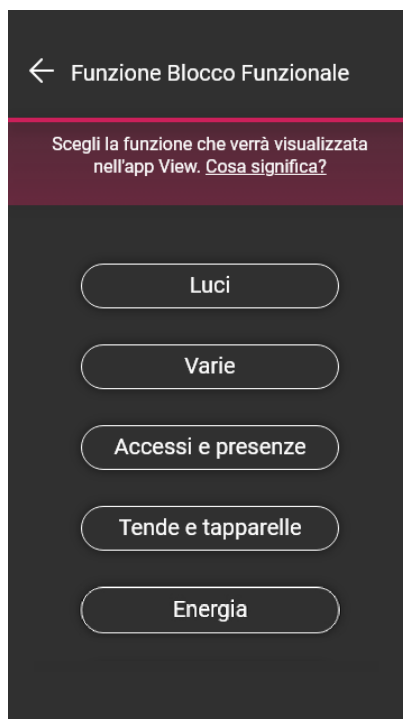 Funzione Blocco Funzionale
Scegli la funzione che verrà visualizzata
nell'app View. Cosa significa?
Luci
Varie
Accessi e presenze
Tende e tapparelle
Energia